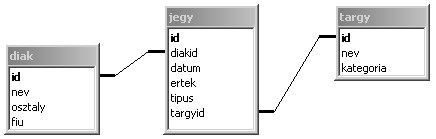 diak
id
nev
osztaly
fiu
jegy
id
diakid
datum
ertek
tipus
targyid
targy
id
nev
kategoria